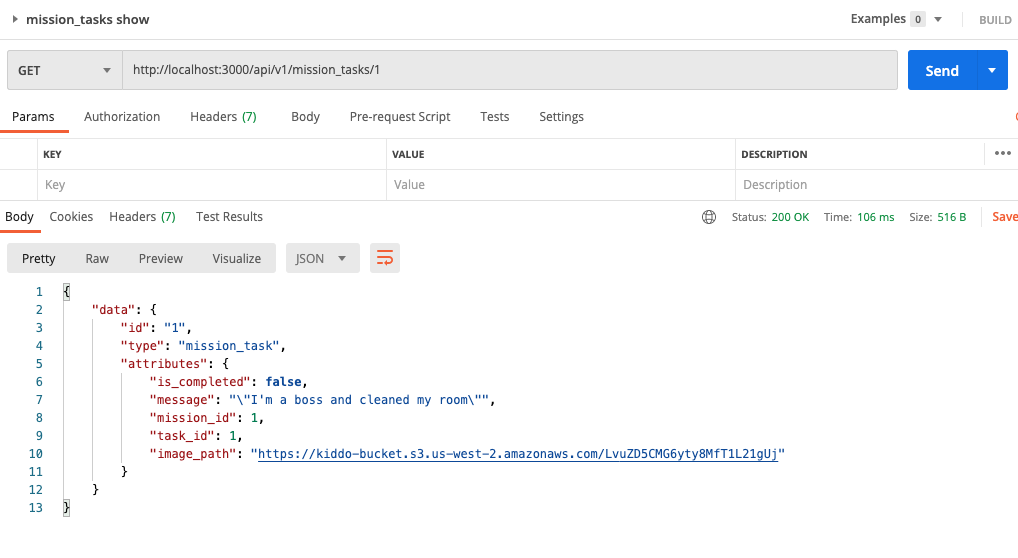 mission_tasks show Examples 0 BUILD
GET http://localhost:3000/api/v1/mission_tasks/1 Send
Params Authorization Headers (7) Body Pre-request Script Tests Settings
KEY VALUE DESCRIPTION •••
Key Value Description
Body Cookies Headers (7) Test Results Status: 200 OK Time: 106 ms Size: 516 B Save
Pretty Raw Preview Visualize JSON
1 {
2 "data": {
3 "id": "1",
4 "type": "mission_task",
5 "attributes": {
6 "is_completed": false,
7 "message": "\"I'm a boss and cleaned my room\"",
8 "mission_id": 1,
9 "task_id": 1,
10 "image_path": "https://kiddo-bucket.s3.us-west-2.amazonaws.com/LvuZD5CMG6yty8MfT1L21gUj"
11 }
12 }
13 }